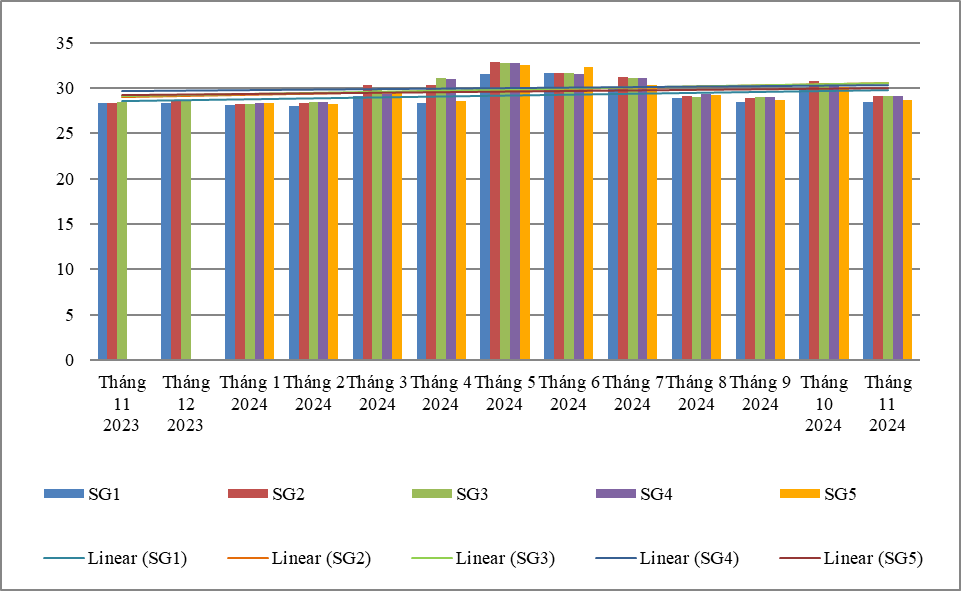 35
30
25
20
15
10
5
0
Tháng 11 2023
Tháng 12 2023
Tháng 1 2024
Tháng 2 2024
Tháng 3 2024
Tháng 4 2024
Tháng 5 2024
Tháng 6 2024
Tháng 7 2024
Tháng 8 2024
Tháng 9 2024
Tháng 10 2024
Tháng 11 2024
SG1 SG2 SG3 SG4 SG5
Linear (SG1) Linear (SG2) Linear (SG3) Linear (SG4) Linear (SG5)